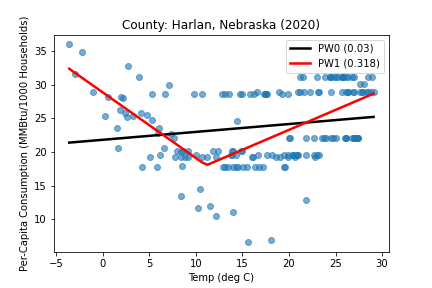 County: Harlan, Nebraska (2020)
PW0 (0.03)
PW1 (0.318)
Per-Capita Consumption (MMBtu/1000 Households)
35
30
25
20
15
10
−5
0
5
10
15
20
25
30
Temp (deg C)